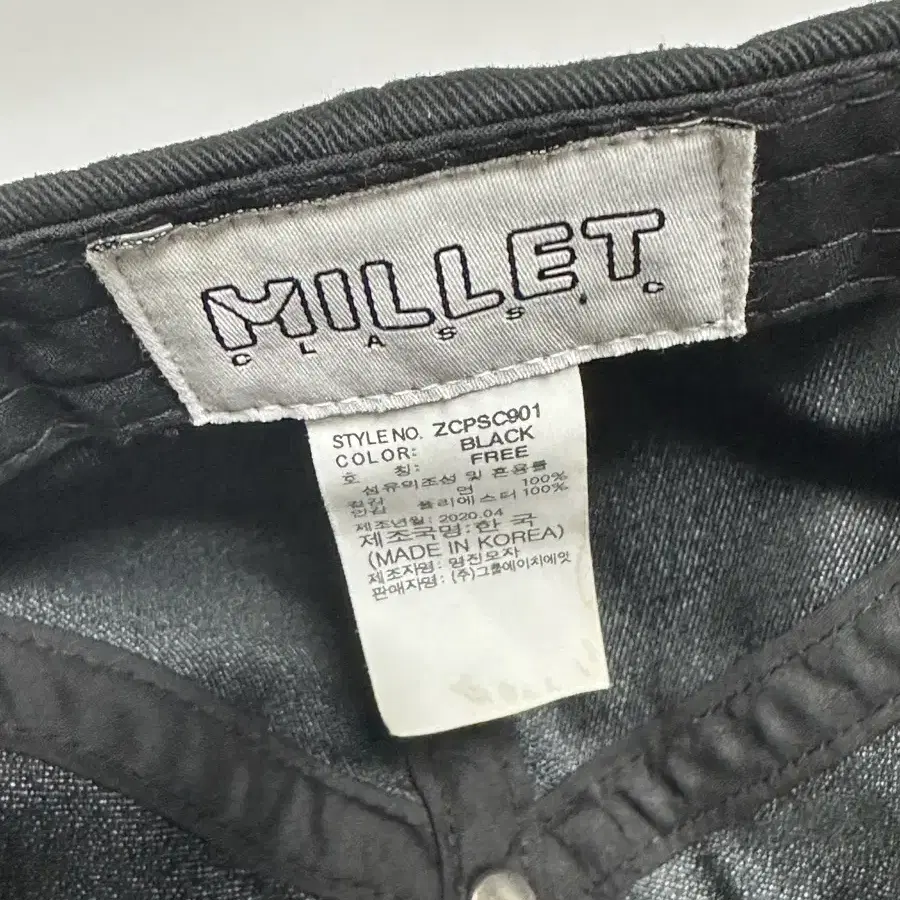 MILLET
CLASSIC
STYLE NO. ZCPSC901
COLOR: BLACK
호 칭: FREE
섬유의조성 및 혼용률
겉감 면 100%
안감 폴리에스터 100%
제조년월: 2020.04
제조국명: 한 국
(MADE IN KOREA)
제조자명: 영진모자
판매자명: (주)그룹에이치에잇